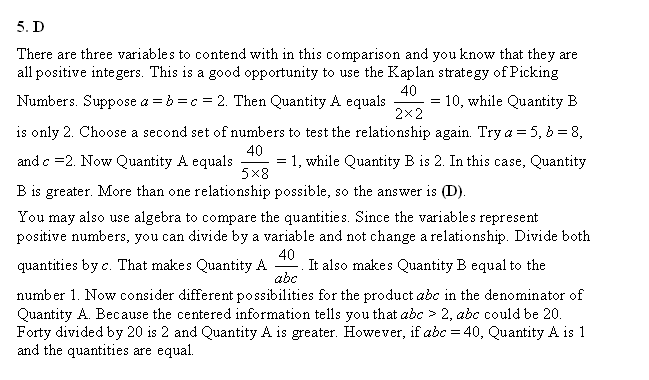 5. D
There are three variables to contend with in this comparison and you know that they are
all positive integers. This is a good opportunity to use the Kaplan strategy of Picking
Numbers. Suppose a = b = c = 2. Then Quantity A equals 40/2×2 = 10, while Quantity B
is only 2. Choose a second set of numbers to test the relationship again. Try a = 5, b = 8,
and c =2. Now Quantity A equals 40/5×8 = 1, while Quantity B is 2. In this case, Quantity
B is greater. More than one relationship possible, so the answer is (D).
You may also use algebra to compare the quantities. Since the variables represent
positive numbers, you can divide by a variable and not change a relationship. Divide both
quantities by c. That makes Quantity A 40/abc. It also makes Quantity B equal to the
number 1. Now consider different possibilities for the product abc in the denominator of
Quantity A. Because the centered information tells you that abc > 2, abc could be 20.
Forty divided by 20 is 2 and Quantity A is greater. However, if abc = 40, Quantity A is 1
and the quantities are equal.